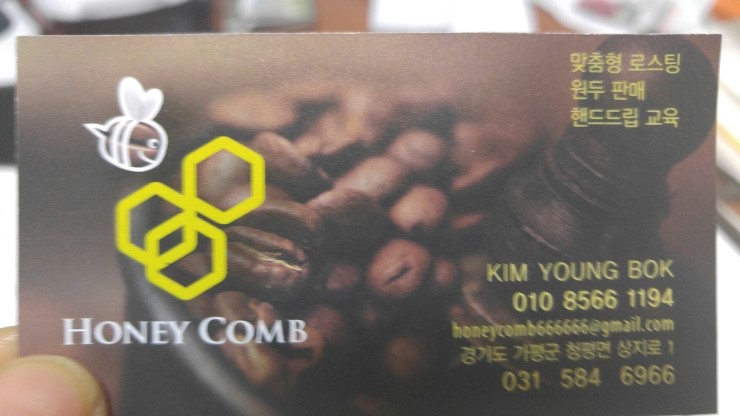 맞춤형 로스팅
원두 판매
핸드드립 교육
HONEY COMB
KIM YOUNG BOK
010 8566 1194
honeycomb666666@gmail.com
경기도 가평군 청평면 상지로 1
031 584 6966